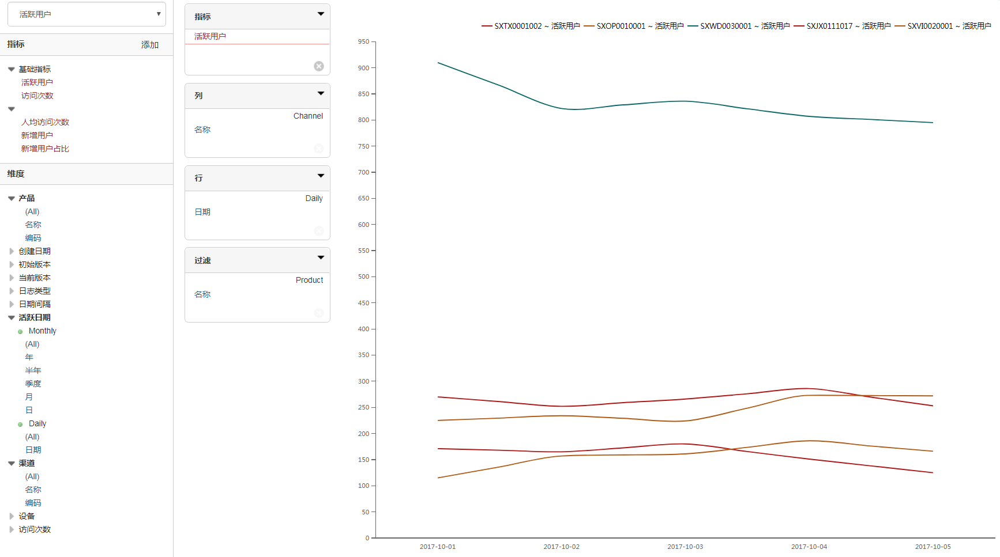 活跃用户
指标 添加
基础指标
活跃用户
访问次数
人均访问次数
新增用户
新增用户占比
维度
产品
(All)
名称
编码
创建日期
初始版本
当前版本
日志类型
日期间隔
活跃日期
Monthly
(All)
年
半年
季度
月
日
Daily
(All)
日期
渠道
(All)
名称
编码
设备
访问次数
指标
活跃用户
列
Channel
名称
行
Daily
日期
过滤
Product
名称
SXTX0001002 ~ 活跃用户 SXOP0010001 ~ 活跃用户 SXWD0030001 ~ 活跃用户 SXJX0111017 ~ 活跃用户 SXVI0020001 ~ 活跃用户
950
900
850
800
750
700
650
600
550
500
450
400
350
300
250
200
150
100
50
0
2017-10-01 2017-10-02 2017-10-03 2017-10-04 2017-10-05